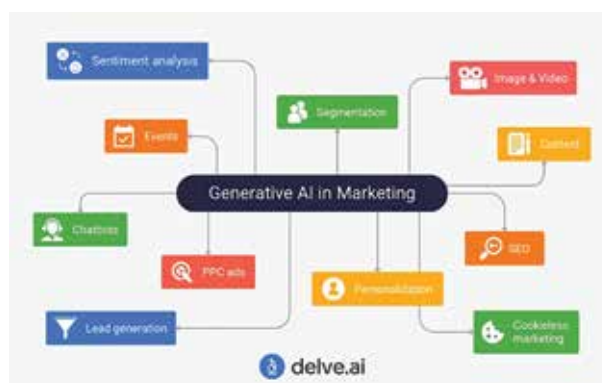 Sentiment analysis
Image & Video
Segmentation
Events
Content
Generative AI in Marketing
Chatbots
SEO
PPC ads
Personalization
Lead generation
Cookieless
marketing
delve.ai